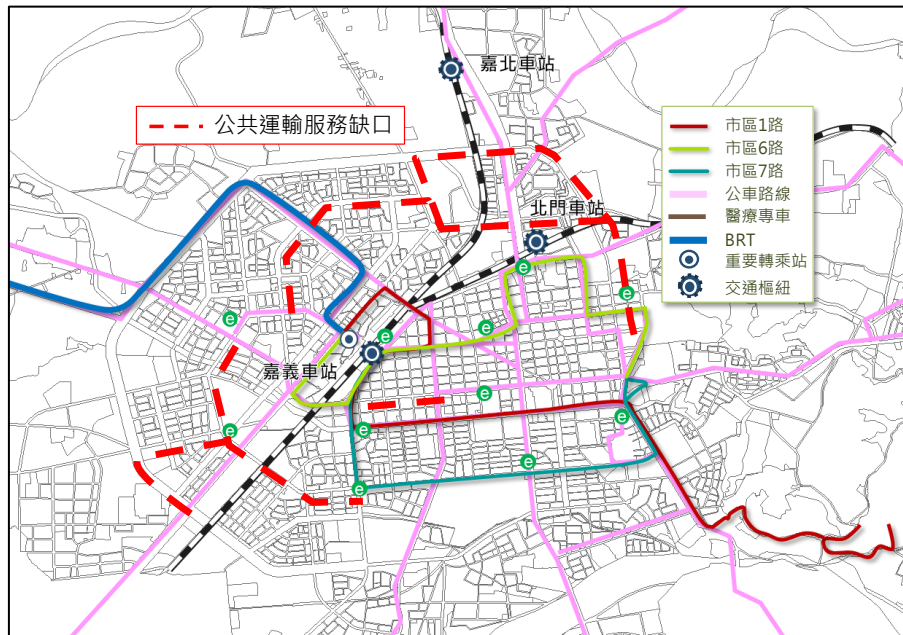 嘉北車站
公共運輸服務缺口
市區1路
市區6路
市區7路
公車路線
醫療專車
BRT
重要轉乘站
交通樞紐
北門車站
e
e
e
e
e
嘉義車站
e
e
e
e
e
e